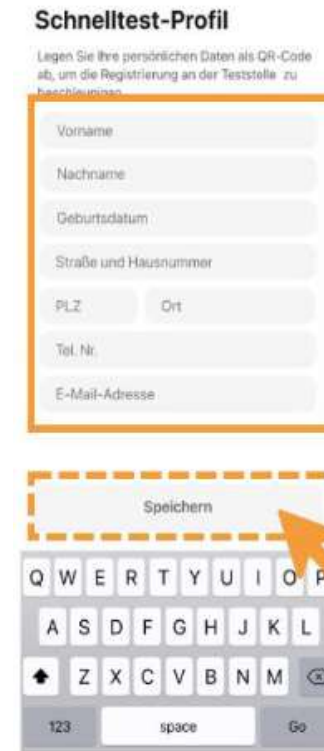 Schnelltest-Profil
Legen Sie Ihre persönlichen Daten als QR-Code
ab, um die Registrierung an der Teststelle zu
beschleunigen
Vorname
Nachname
Geburtsdatum
Straße und Hausnummer
PLZ Ort
Tel. Nr.
E-Mail-Adresse
Speichern
Q W E R T Y U I O P
A S D F G H J K L
Z X C V B N M
123 space Go